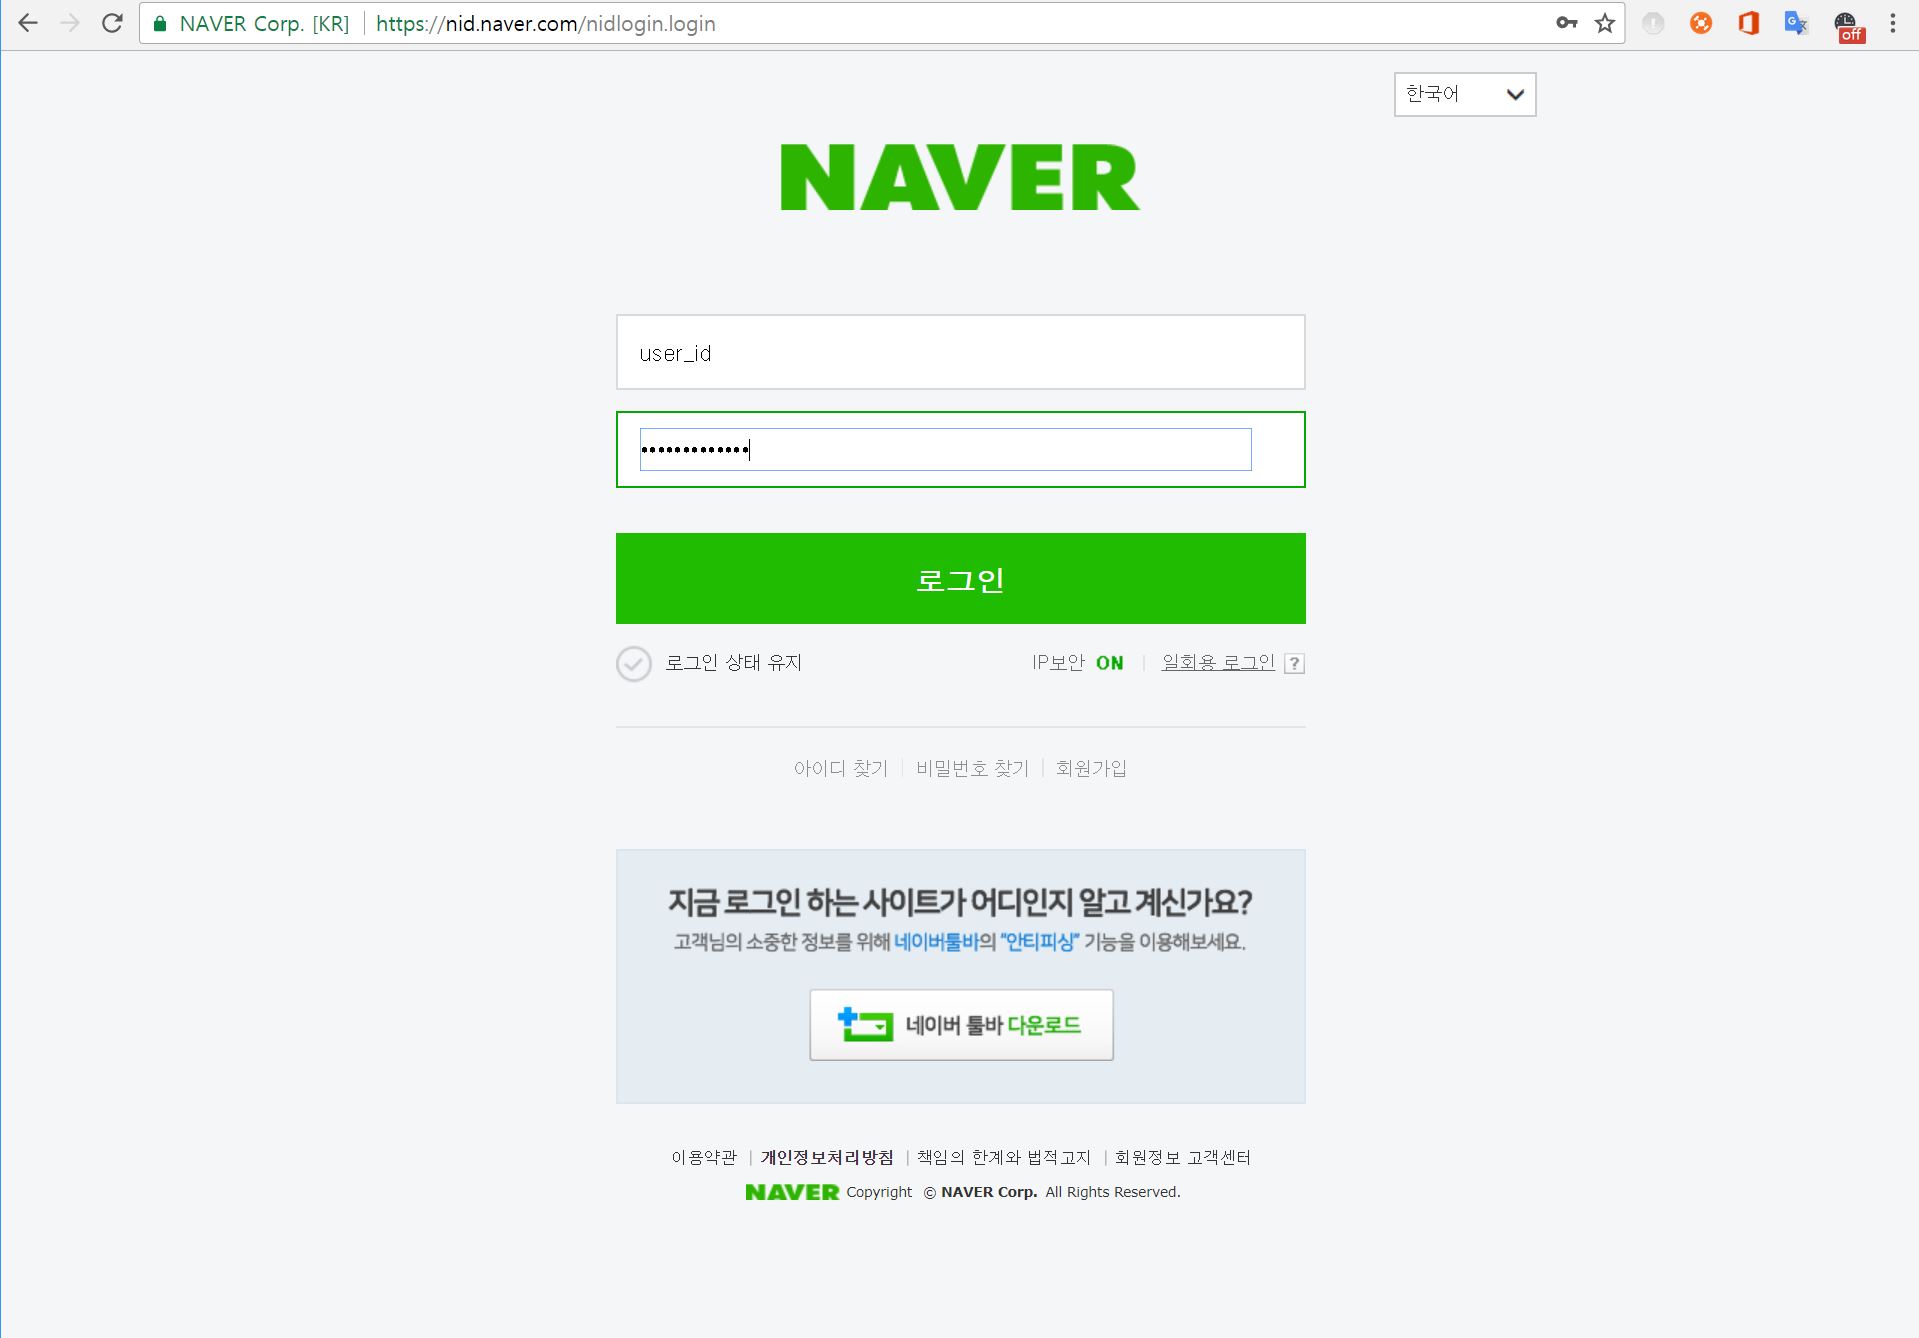 NAVER Corp. [KR] https://nid.naver.com/nidlogin.login
off
한국어
NAVER
user_id
•••••••••••••
로그인
로그인 상태 유지 IP보안 ON 일회용 로그인 ?
아이디 찾기 비밀번호 찾기 회원가입
지금 로그인 하는 사이트가 어디인지 알고 계신가요?
고객님의 소중한 정보를 위해 네이버툴바의 “안티피싱” 기능을 이용해보세요.
네이버 툴바 다운로드
이용약관 | 개인정보처리방침 | 책임의 한계와 법적고지 | 회원정보 고객센터
NAVER Copyright © NAVER Corp. All Rights Reserved.